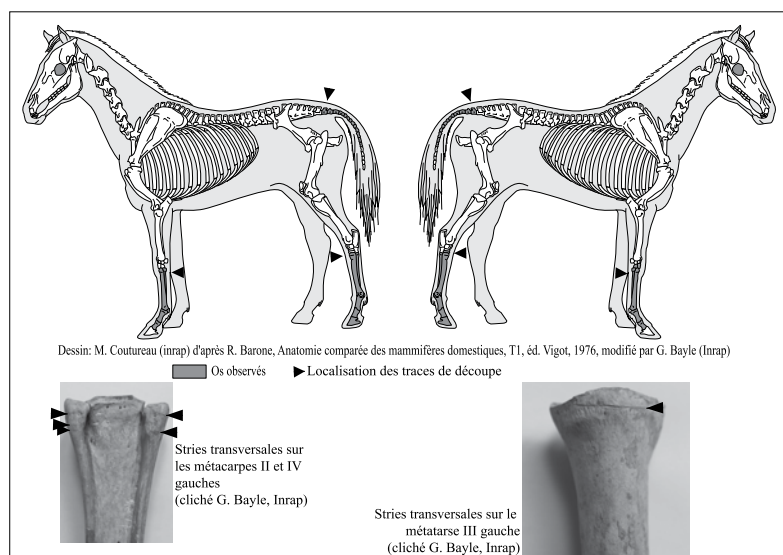 Dessin: M. Coutureau (inrap) d'après R. Barone, Anatomie comparée des mammifères domestiques, T1, éd. Vigot, 1976, modifié par G. Bayle (Inrap)
Os observés
Localisation des traces de découpe
Stries transversales sur
les métacarpes II et IV
gauches
(cliché G. Bayle, Inrap)
Stries transversales sur le
métatarse III gauche
(cliché G. Bayle, Inrap)